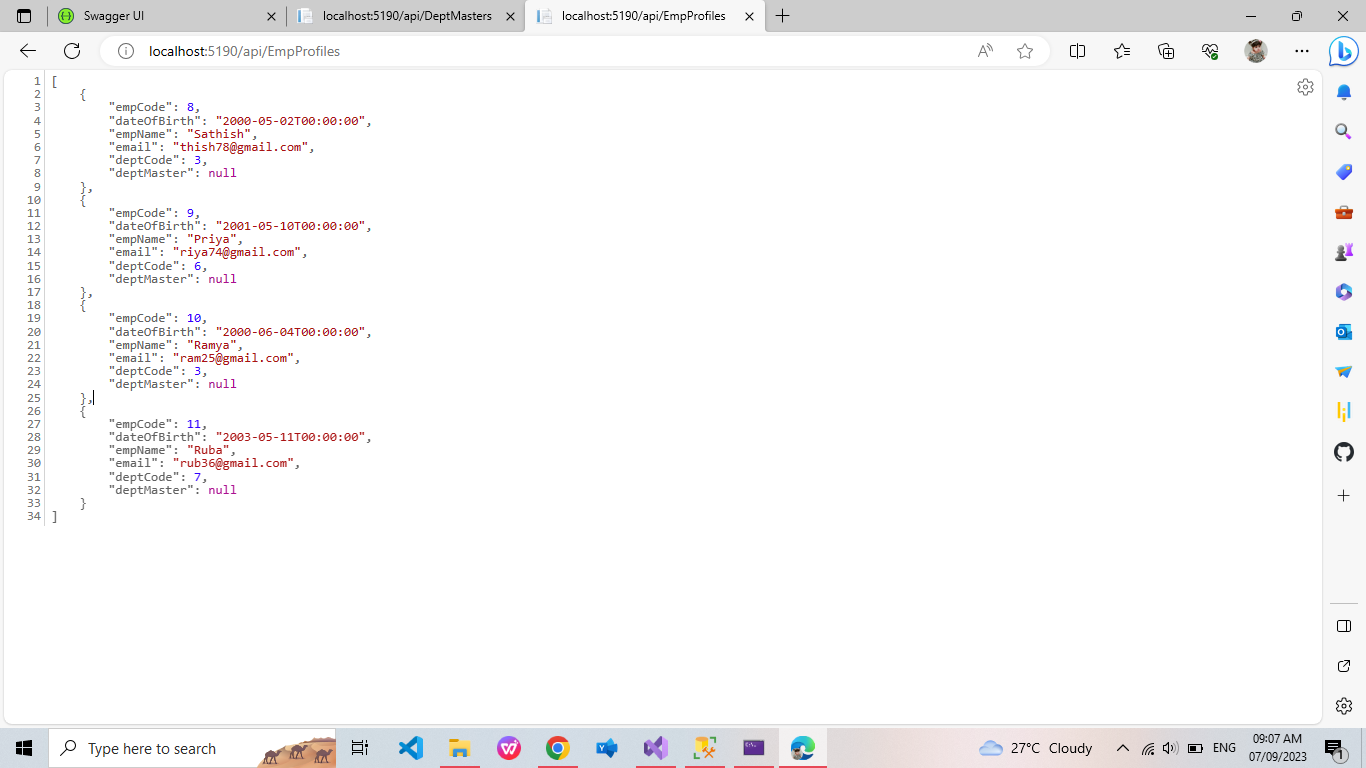 Swagger UI
localhost:5190/api/DeptMasters
localhost:5190/api/EmpProfiles
localhost:5190/api/EmpProfiles
1 [
2 {
3 "empCode": 8,
4 "dateOfBirth": "2000-05-02T00:00:00",
5 "empName": "Sathish",
6 "email": "thish78@gmail.com",
7 "deptCode": 3,
8 "deptMaster": null
9 },
10 {
11 "empCode": 9,
12 "dateOfBirth": "2001-05-10T00:00:00",
13 "empName": "Priya",
14 "email": "riya74@gmail.com",
15 "deptCode": 6,
16 "deptMaster": null
17 },
18 {
19 "empCode": 10,
20 "dateOfBirth": "2000-06-04T00:00:00",
21 "empName": "Ramya",
22 "email": "ram25@gmail.com",
23 "deptCode": 3,
24 "deptMaster": null
25 },
26 {
27 "empCode": 11,
28 "dateOfBirth": "2003-05-11T00:00:00",
29 "empName": "Ruba",
30 "email": "rub36@gmail.com",
31 "deptCode": 7,
32 "deptMaster": null
33 }
34 ]
Type here to search
27°C Cloudy
ENG
09:07 AM
07/09/2023
1